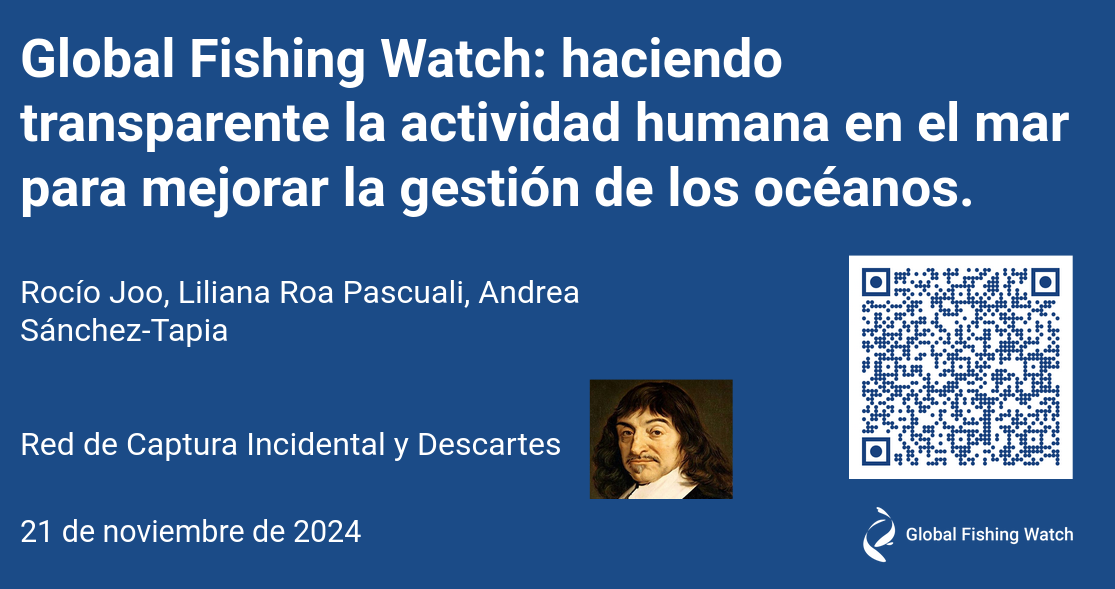 Global Fishing Watch: haciendo
transparente la actividad humana en el mar
para mejorar la gestión de los océanos.
Rocío Joo, Liliana Roa Pascuali, Andrea
Sánchez-Tapia
Red de Captura Incidental y Descartes
21 de noviembre de 2024
Global Fishing Watch